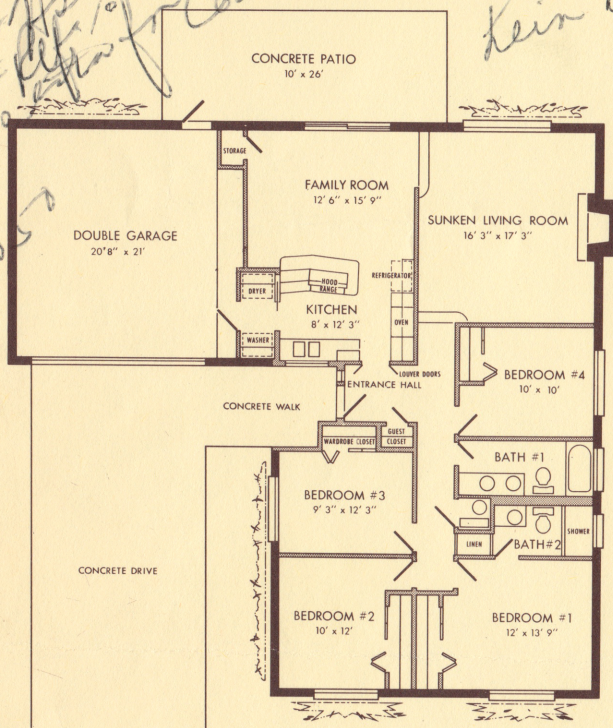 for
Lein
CONCRETE PATIO
10' x 26'
STORAGE
FAMILY ROOM
12' 6" x 15' 9"
SUNKEN LIVING ROOM
16' 3" x 17' 3"
DOUBLE GARAGE
20'8" x 21'
DRYER
HOOD
RANGE
REFRIGERATOR
KITCHEN
8' x 12' 3"
OVEN
WASHER
LOUVER DOORS
BEDROOM #4
10' x 10'
ENTRANCE HALL
CONCRETE WALK
GUEST
CLOSET
WARDROBE CLOSET
BATH #1
BEDROOM #3
9' 3" x 12' 3"
SHOWER
LINEN
BATH#2
CONCRETE DRIVE
BEDROOM #2
10' x 12'
BEDROOM #1
12' x 13' 9"